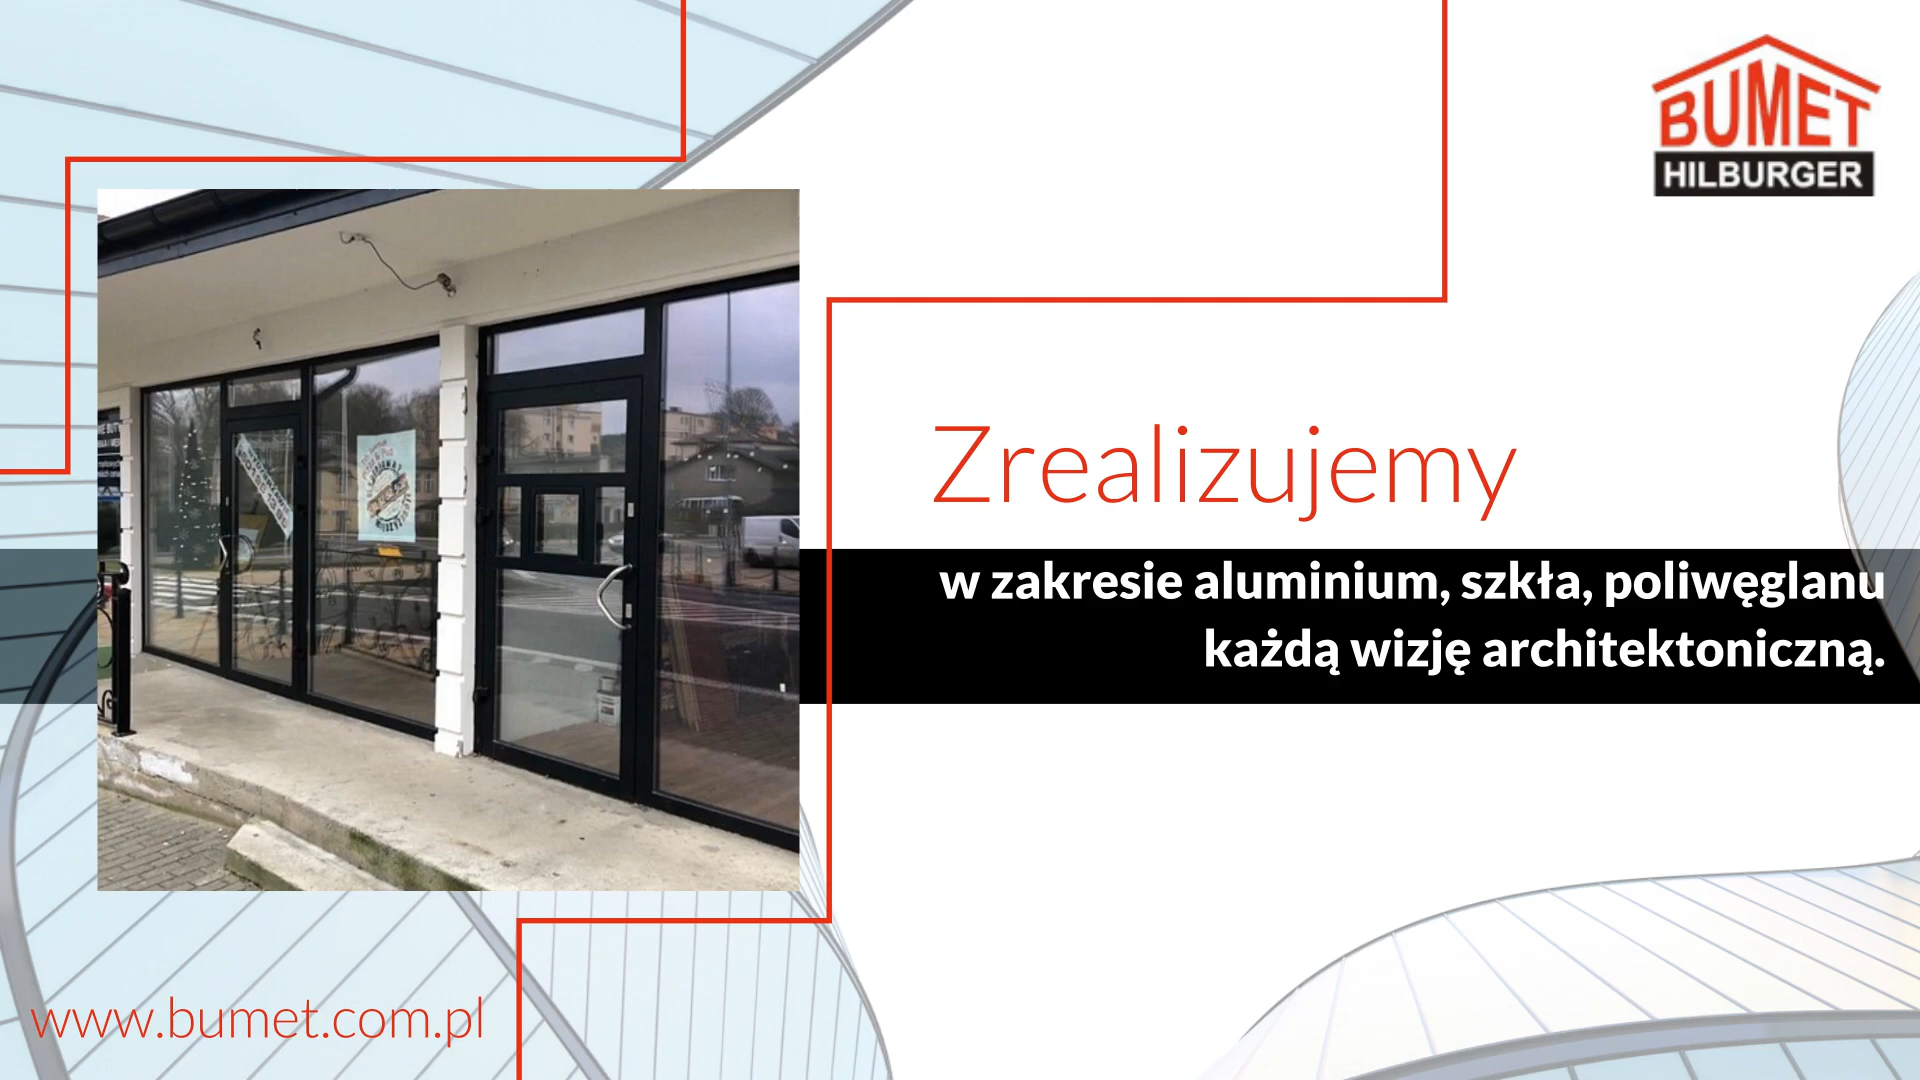 BUMET
HILBURGER
Zrealizujemy
w zakresie aluminium, szkła, poliwęglanu
każdą wizję architektoniczną.
www.bumet.com.pl